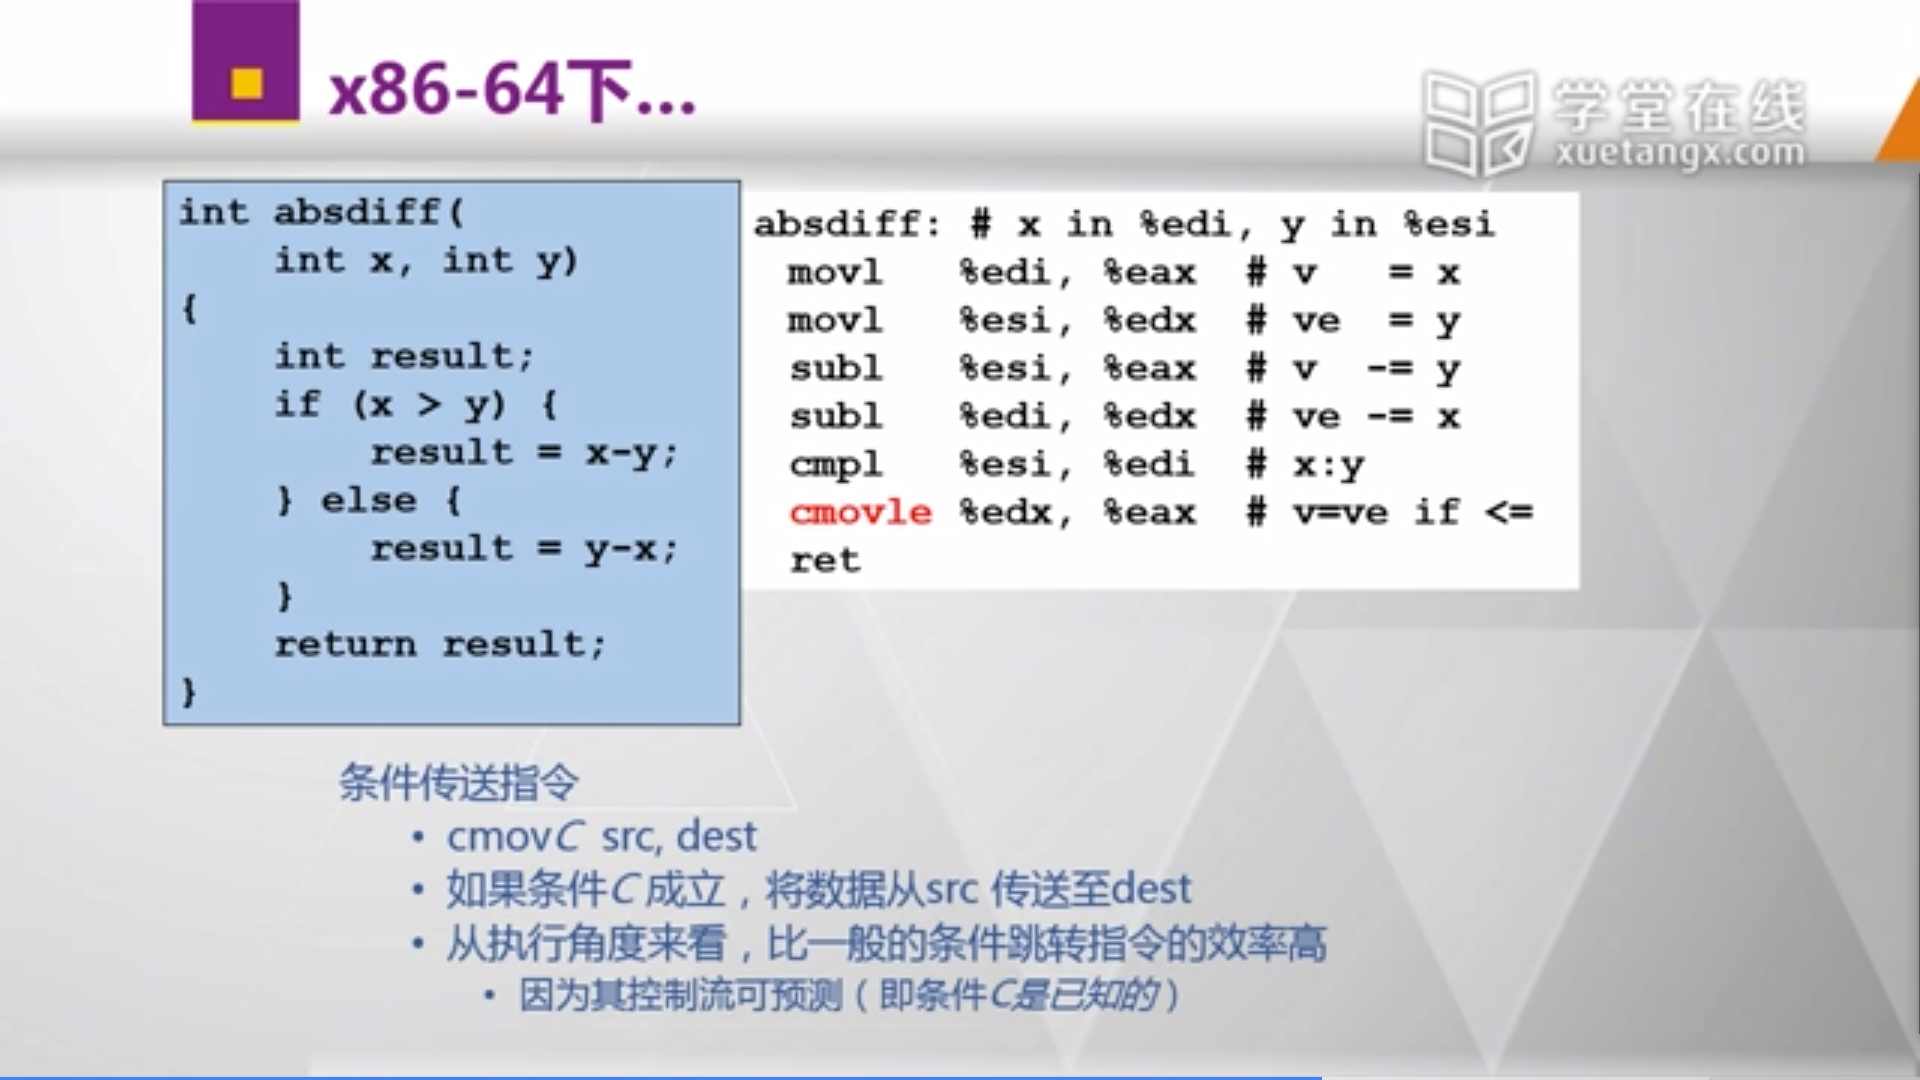 x86-64下...
学堂在线
xuetangx.com
int absdiff(
    int x, int y)
{
    int result;
    if (x > y) {
        result = x-y;
    } else {
        result = y-x;
    }
    return result;
}
absdiff: # x in %edi, y in %esi
movl %edi, %eax # v = x
movl %esi, %edx # ve = y
subl %esi, %eax # v -= y
subl %edi, %edx # ve -= x
cmpl %esi, %edi # x:y
cmovle %edx, %eax # v=ve if <=
ret
条件传送指令
• cmovC src, dest
• 如果条件C 成立，将数据从src 传送至dest
• 从执行角度来看，比一般的条件跳转指令的效率高
• 因为其控制流可预测（即条件C是已知的）